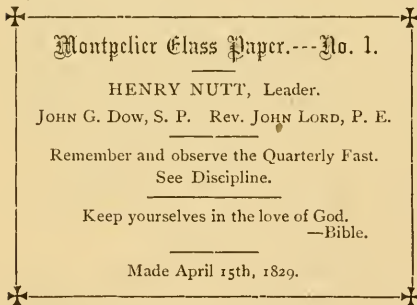 Montpelier Class Paper.---No. 1.
HENRY NUTT, Leader.
JOHN G. DOW, S. P. Rev. JOHN LORD, P. E.
Remember and observe the Quarterly Fast.
See Discipline.
Keep yourselves in the love of God.
—Bible.
Made April 15th, 1829.